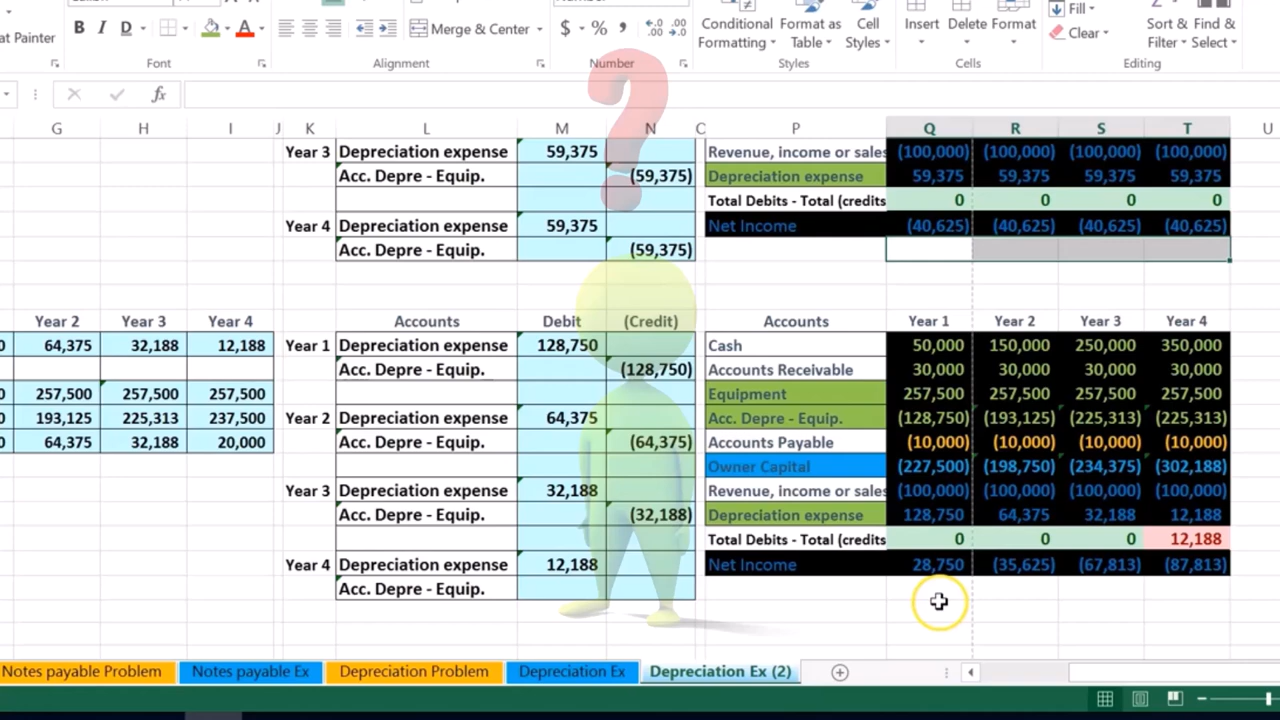 at Painter
B I D A
Merge & Center
$ % ,
Conditional Formatting
Format as Table
Cell Styles
Insert Delete Format
Fill
Clear
Sort & Filter
Find & Select
Font Alignment Number Styles Cells Editing
fx
G H I J K L M N C P Q R S T U
Year 3 Depreciation expense 59,375 Revenue, income or sales (100,000) (100,000) (100,000) (100,000)
Acc. Depre - Equip. (59,375) Depreciation expense 59,375 59,375 59,375 59,375
Total Debits - Total (credits 0 0 0 0
Year 4 Depreciation expense 59,375 Net Income (40,625) (40,625) (40,625) (40,625)
Acc. Depre - Equip. (59,375)
Year 2 Year 3 Year 4 Accounts Debit (Credit) Accounts Year 1 Year 2 Year 3 Year 4
0 64,375 32,188 12,188 Year 1 Depreciation expense 128,750 Cash 50,000 150,000 250,000 350,000
Acc. Depre - Equip. (128,750) Accounts Receivable 30,000 30,000 30,000 30,000
0 257,500 257,500 257,500 Equipment 257,500 257,500 257,500 257,500
0 193,125 225,313 237,500 Year 2 Depreciation expense 64,375 Acc. Depre - Equip. (128,750) (193,125) (225,313) (225,313)
0 64,375 32,188 20,000 Acc. Depre - Equip. (64,375) Accounts Payable (10,000) (10,000) (10,000) (10,000)
Owner Capital (227,500) (198,750) (234,375) (302,188)
Year 3 Depreciation expense 32,188 Revenue, income or sales (100,000) (100,000) (100,000) (100,000)
Acc. Depre - Equip. (32,188) Depreciation expense 128,750 64,375 32,188 12,188
Total Debits - Total (credits 0 0 0 12,188
Year 4 Depreciation expense 12,188 Net Income 28,750 (35,625) (67,813) (87,813)
Acc. Depre - Equip.
Notes payable Problem Notes payable Ex Depreciation Problem Depreciation Ex Depreciation Ex (2)